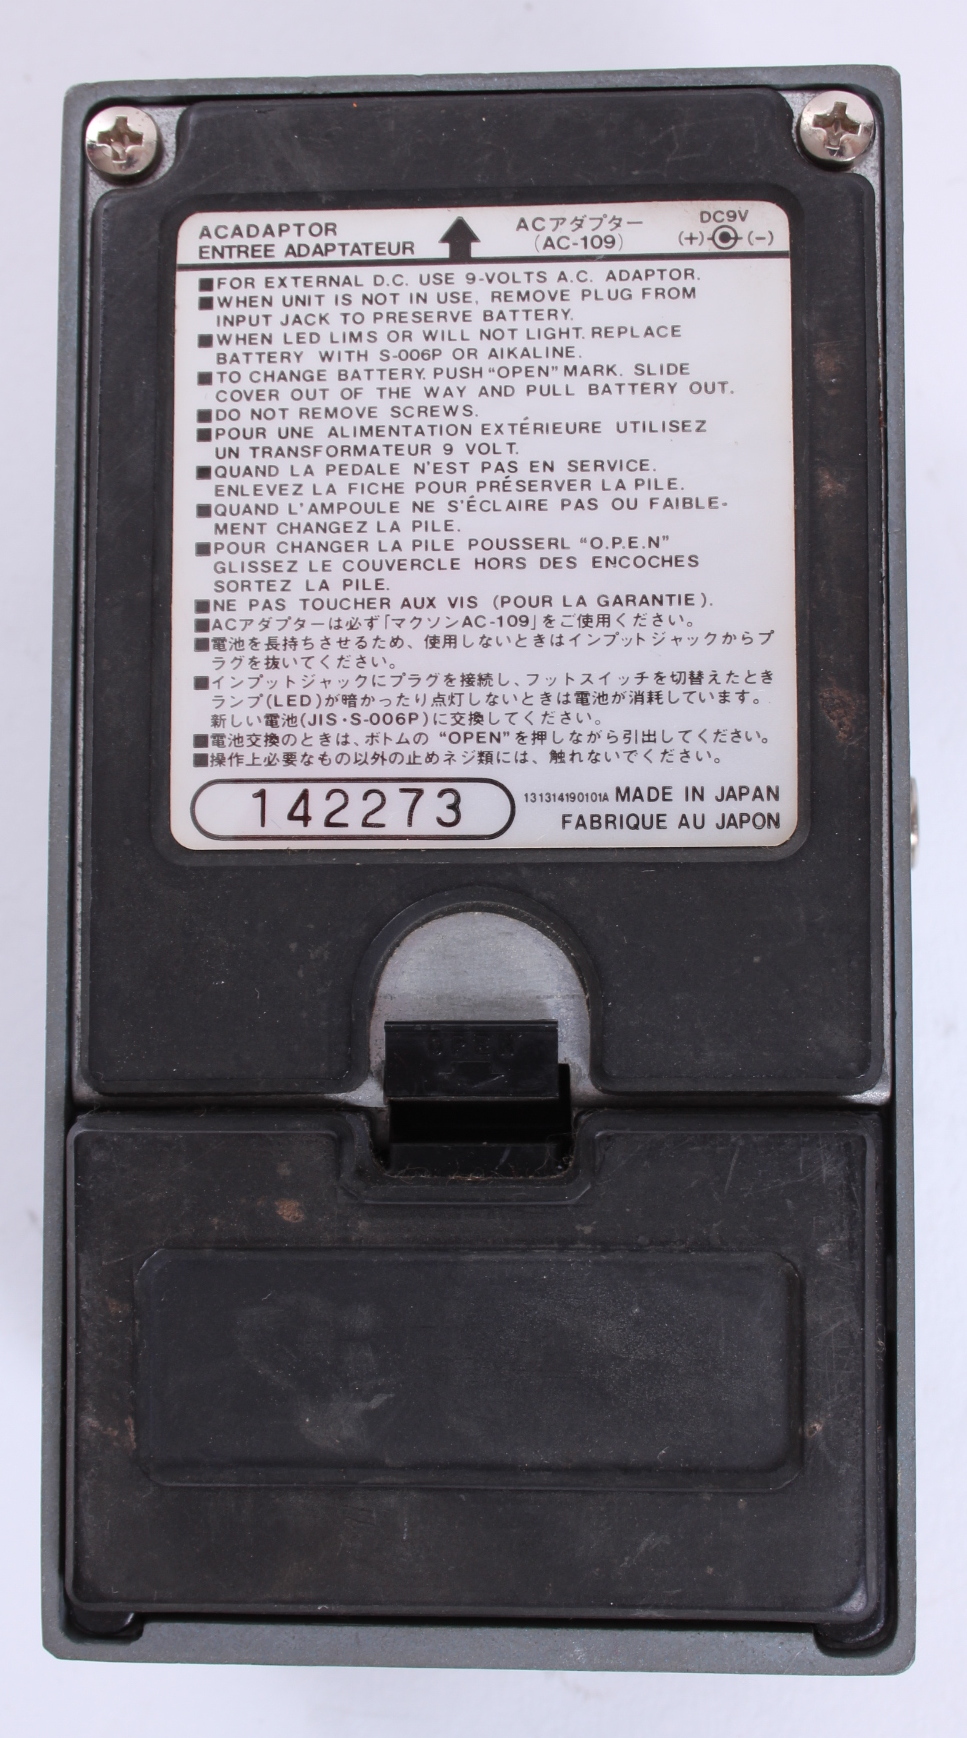 ACADAPTOR
ENTREE ADAPTATEUR
ACアダプター
(AC-109)
DC9V
(+) (-)
■FOR EXTERNAL D.C. USE 9-VOLTS A.C. ADAPTOR.
■WHEN UNIT IS NOT IN USE, REMOVE PLUG FROM
INPUT JACK TO PRESERVE BATTERY.
■WHEN LED LIMS OR WILL NOT LIGHT. REPLACE
BATTERY WITH S-006P OR AIKALINE.
■TO CHANGE BATTERY. PUSH “OPEN” MARK. SLIDE
COVER OUT OF THE WAY AND PULL BATTERY OUT.
■DO NOT REMOVE SCREWS.
■POUR UNE ALIMENTATION EXTÉRIEURE UTILISEZ
UN TRANSFORMATEUR 9 VOLT.
■QUAND LA PEDALE N'EST PAS EN SERVICE.
ENLEVEZ LA FICHE POUR PRÉSERVER LA PILE.
■QUAND L'AMPOULE NE S'ÉCLAIRE PAS OU FAIBLE-
MENT CHANGEZ LA PILE.
■POUR CHANGER LA PILE POUSSERL “O.P.E.N”
GLISSEZ LE COUVERCLE HORS DES ENCOCHES
SORTEZ LA PILE.
■NE PAS TOUCHER AUX VIS (POUR LA GARANTIE).
■ACアダプターは必ず「マクソンAC-109」をご使用ください。
■電池を長持ちさせるため、使用しないときはインプットジャックからプ
ラグを抜いてください。
■インプットジャックにプラグを接続し、フットスイッチを切替えたとき
ランプ(LED)が暗かったり点灯しないときは電池が消耗しています。
新しい電池(JIS・S-006P)に交換してください。
■電池交換のときは、ボトムの “OPEN”を押しながら引出してください。
■操作上必要なもの以外の止めネジ類には、触れないでください。
142273
131314190101A MADE IN JAPAN
FABRIQUE AU JAPON
OPEN